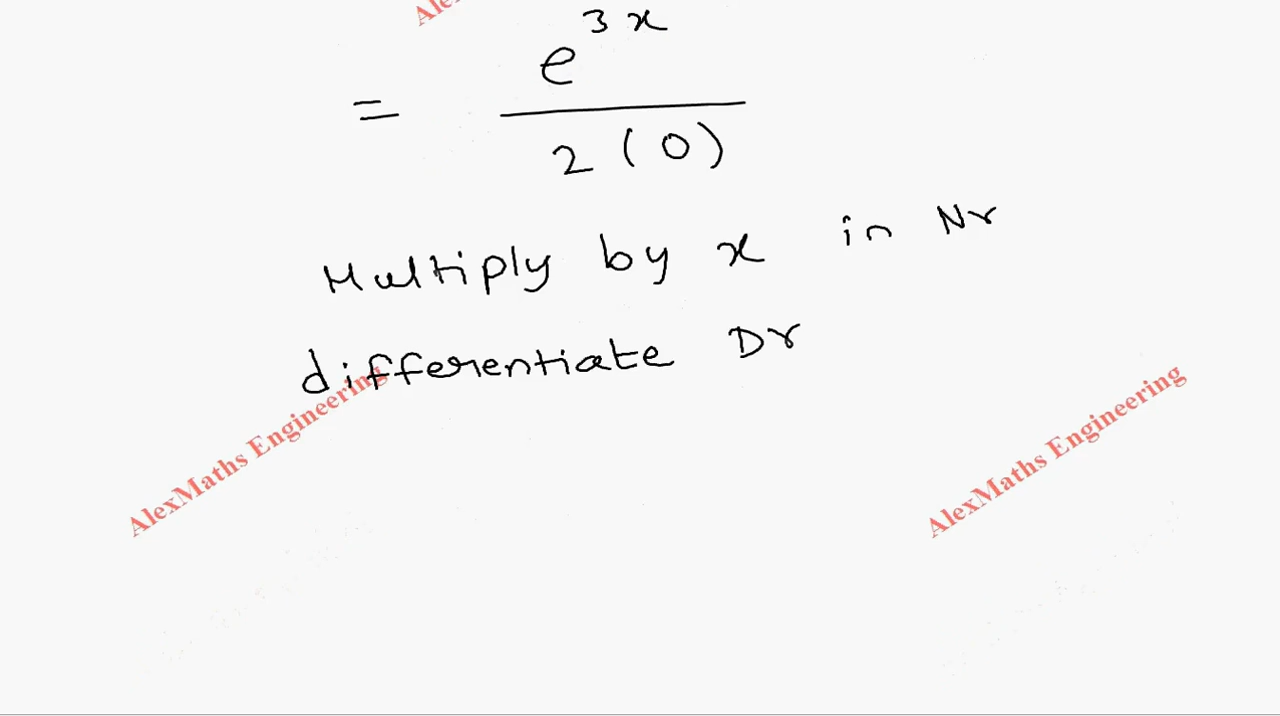 e^{3x}
= ———
2 (0)
Multiply by x in Nr
differentiate Dr
AlexMaths Engineering
AlexMaths Engineering